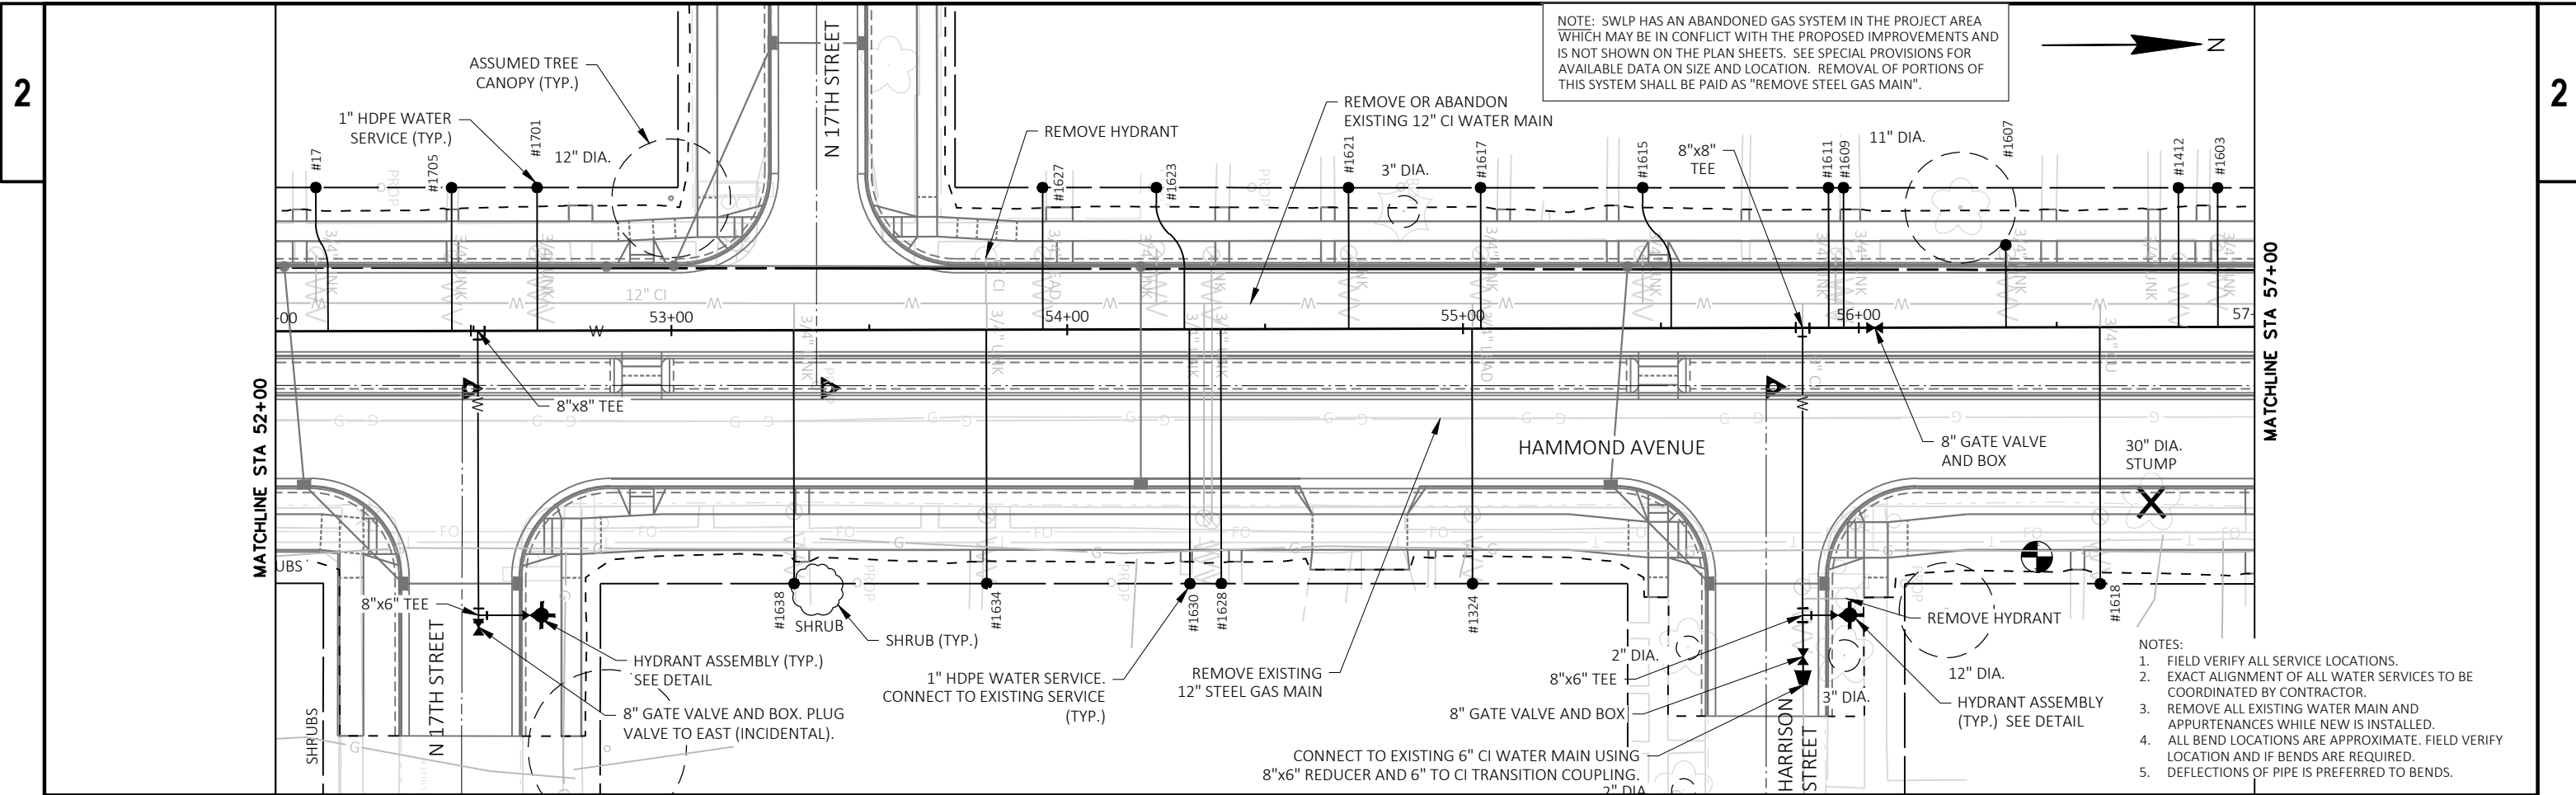 2
2
NOTE: SWLP HAS AN ABANDONED GAS SYSTEM IN THE PROJECT AREA
WHICH MAY BE IN CONFLICT WITH THE PROPOSED IMPROVEMENTS AND
IS NOT SHOWN ON THE PLAN SHEETS. SEE SPECIAL PROVISIONS FOR
AVAILABLE DATA ON SIZE AND LOCATION. REMOVAL OF PORTIONS OF
THIS SYSTEM SHALL BE PAID AS "REMOVE STEEL GAS MAIN".
N
N 17TH STREET
ASSUMED TREE
CANOPY (TYP.)
1" HDPE WATER
SERVICE (TYP.)
12" DIA.
REMOVE HYDRANT
REMOVE OR ABANDON
EXISTING 12" CI WATER MAIN
3" DIA.
8"x8"
TEE
11" DIA.
#17
#1705
#1701
#1627
#1623
#1621
#1617
#1615
#1611
#1609
#1607
#1412
#1603
12" CI
-00
53+00
54+00
55+00
56+00
57-
W
MATCHLINE STA 52+00
MATCHLINE STA 57+00
8"x8" TEE
HAMMOND AVENUE
8" GATE VALVE
AND BOX
30" DIA.
STUMP
UBS
8"x6" TEE
N 17TH STREET
SHRUBS
HYDRANT ASSEMBLY (TYP.)
SEE DETAIL
8" GATE VALVE AND BOX. PLUG
VALVE TO EAST (INCIDENTAL).
#1638
SHRUB
SHRUB (TYP.)
#1634
#1630
#1628
#1324
#1618
1" HDPE WATER SERVICE.
CONNECT TO EXISTING SERVICE
(TYP.)
REMOVE EXISTING
12" STEEL GAS MAIN
2" DIA.
8"x6" TEE
8" GATE VALVE AND BOX
CONNECT TO EXISTING 6" CI WATER MAIN USING
8"x6" REDUCER AND 6" TO CI TRANSITION COUPLING.
2" DIA.
HARRISON
STREET
3" DIA.
REMOVE HYDRANT
12" DIA.
HYDRANT ASSEMBLY
(TYP.) SEE DETAIL
NOTES:
1. FIELD VERIFY ALL SERVICE LOCATIONS.
2. EXACT ALIGNMENT OF ALL WATER SERVICES TO BE
COORDINATED BY CONTRACTOR.
3. REMOVE ALL EXISTING WATER MAIN AND
APPURTENANCES WHILE NEW IS INSTALLED.
4. ALL BEND LOCATIONS ARE APPROXIMATE. FIELD VERIFY
LOCATION AND IF BENDS ARE REQUIRED.
5. DEFLECTIONS OF PIPE IS PREFERRED TO BENDS.